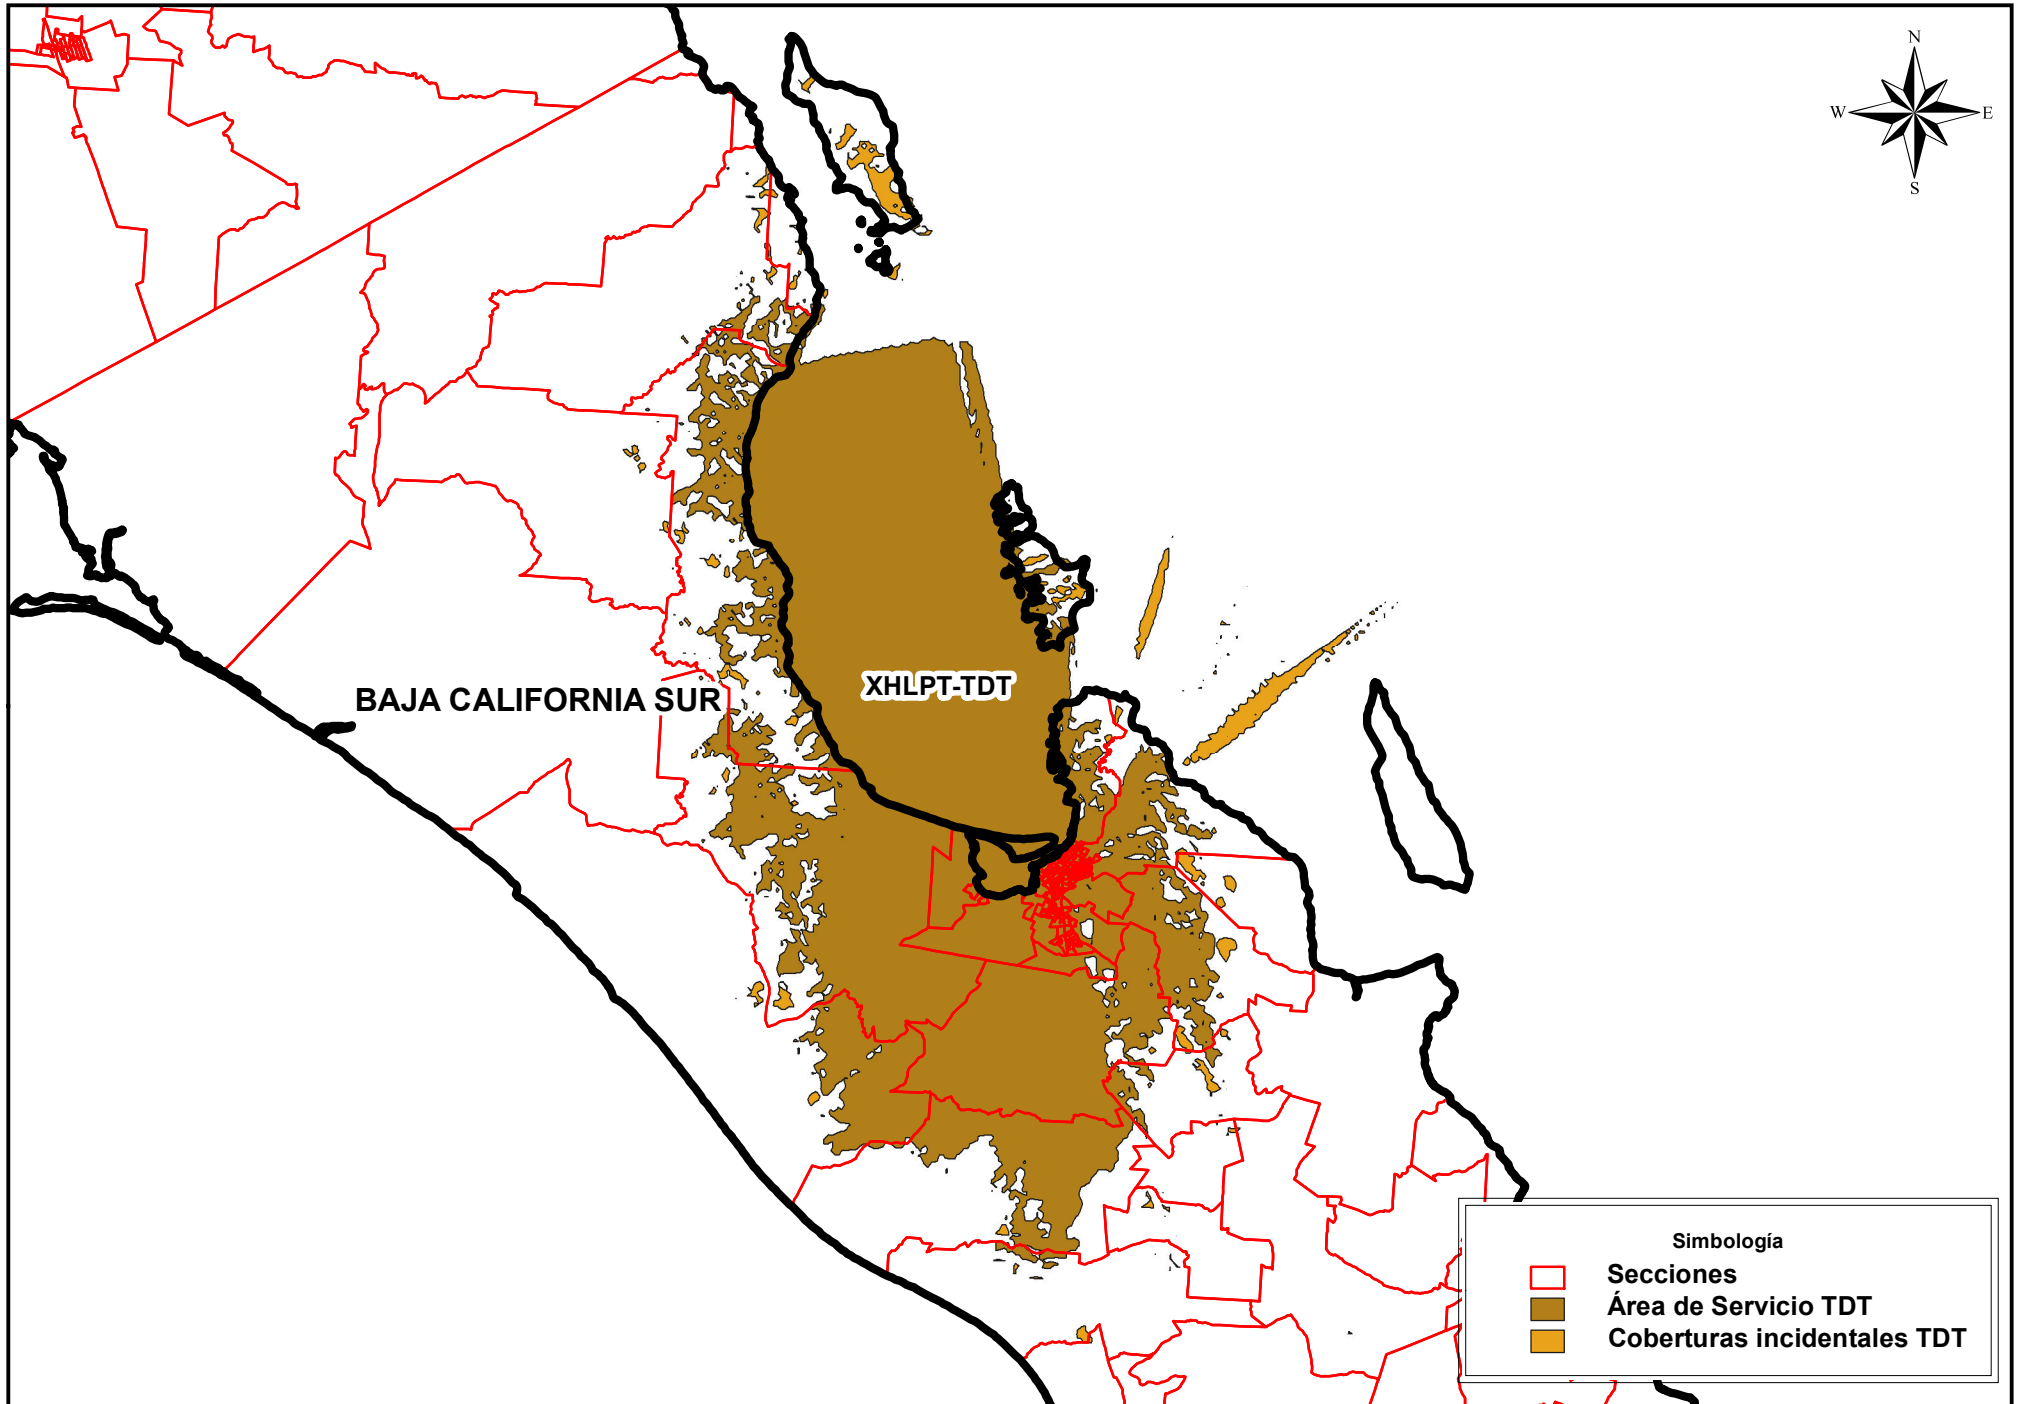 N
W E
S
BAJA CALIFORNIA SUR
XHLPT-TDT
Simbología
Secciones
Área de Servicio TDT
Coberturas incidentales TDT